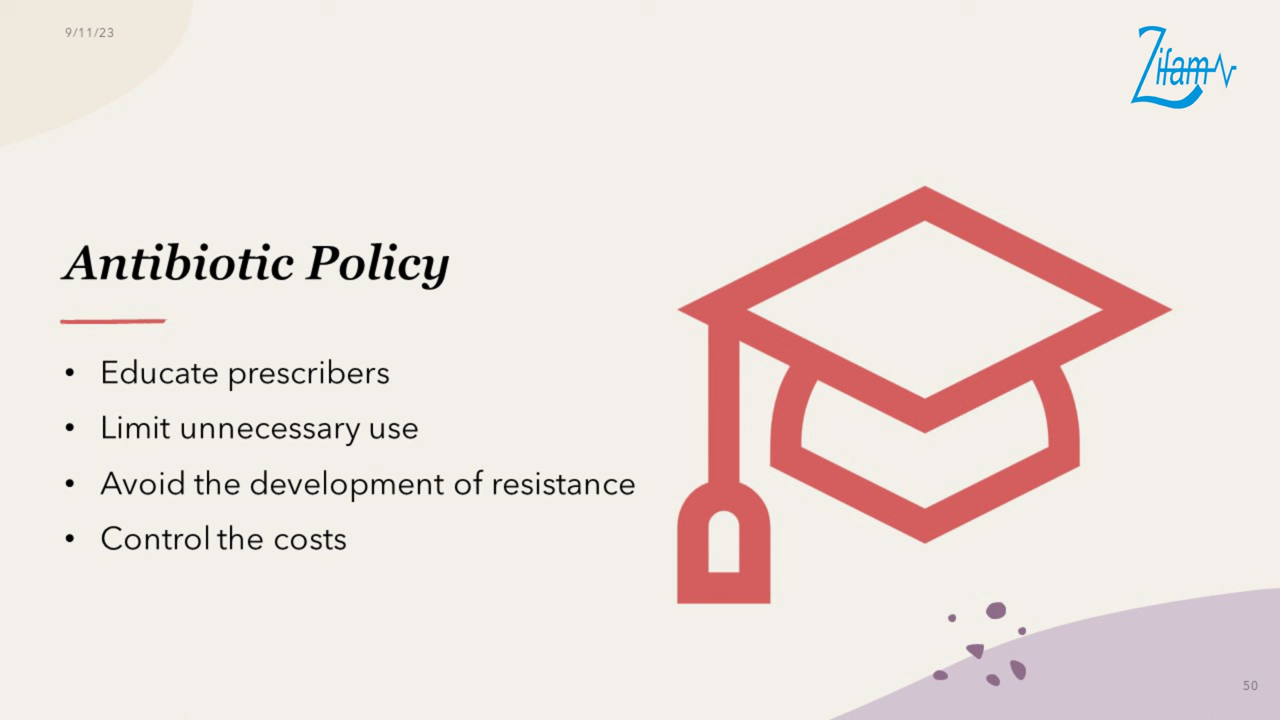 9/11/23
Zifam
Antibiotic Policy
• Educate prescribers
• Limit unnecessary use
• Avoid the development of resistance
• Control the costs
50